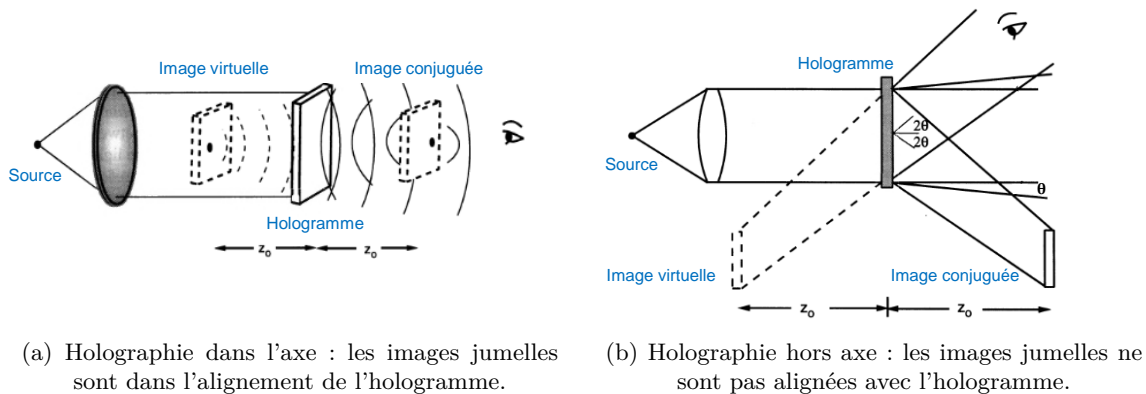 Image virtuelle
Image conjuguée
Source
Hologramme
z₀
z₀
(a) Holographie dans l'axe : les images jumelles
sont dans l'alignement de l'hologramme.
Hologramme
2θ
2θ
Source
θ
Image virtuelle
Image conjuguée
z₀
z₀
(b) Holographie hors axe : les images jumelles ne
sont pas alignées avec l'hologramme.